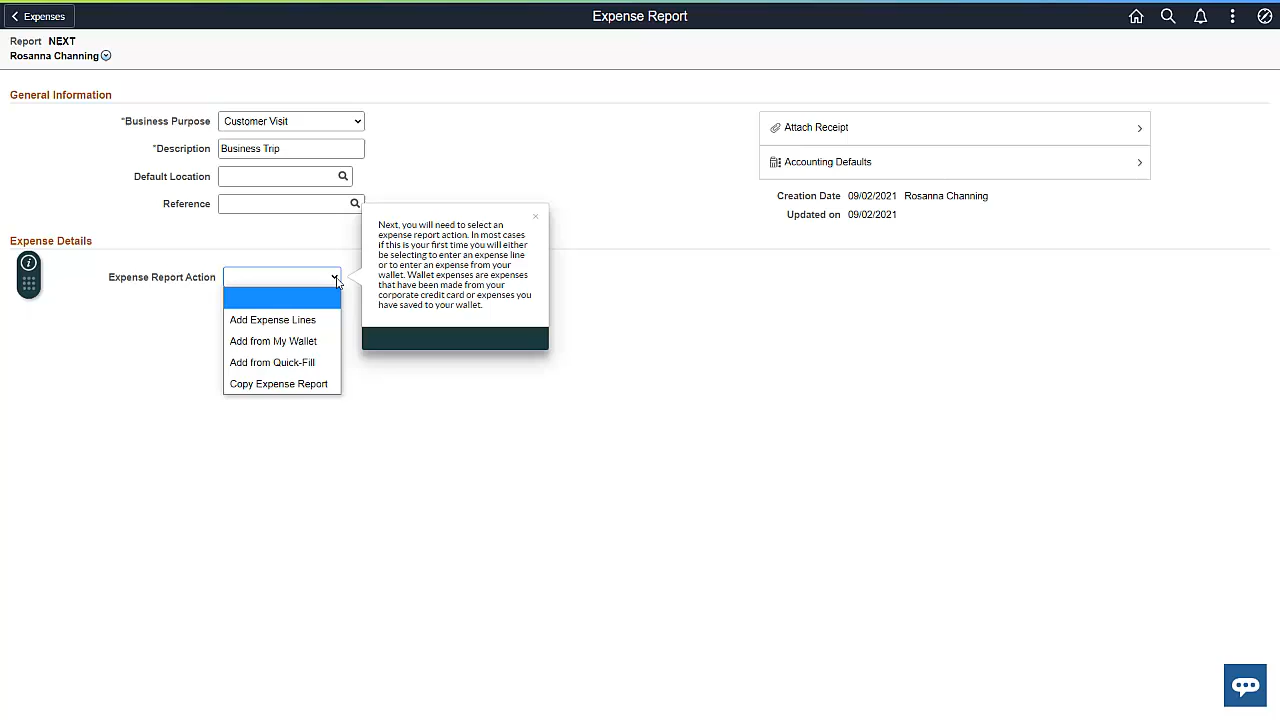 Expenses
Expense Report
Report NEXT
Rosanna Channing
General Information
*Business Purpose Customer Visit
*Description Business Trip
Default Location
Reference
Attach Receipt
Accounting Defaults
Creation Date 09/02/2021 Rosanna Channing
Updated on 09/02/2021
Expense Details
Expense Report Action
Add Expense Lines
Add from My Wallet
Add from Quick-Fill
Copy Expense Report
Next, you will need to select an
expense report action. In most cases
if this is your first time you will either
be selecting to enter an expense line
or to enter an expense from your
wallet. Wallet expenses are expenses
that have been made from your
corporate credit card or expenses you
have saved to your wallet.